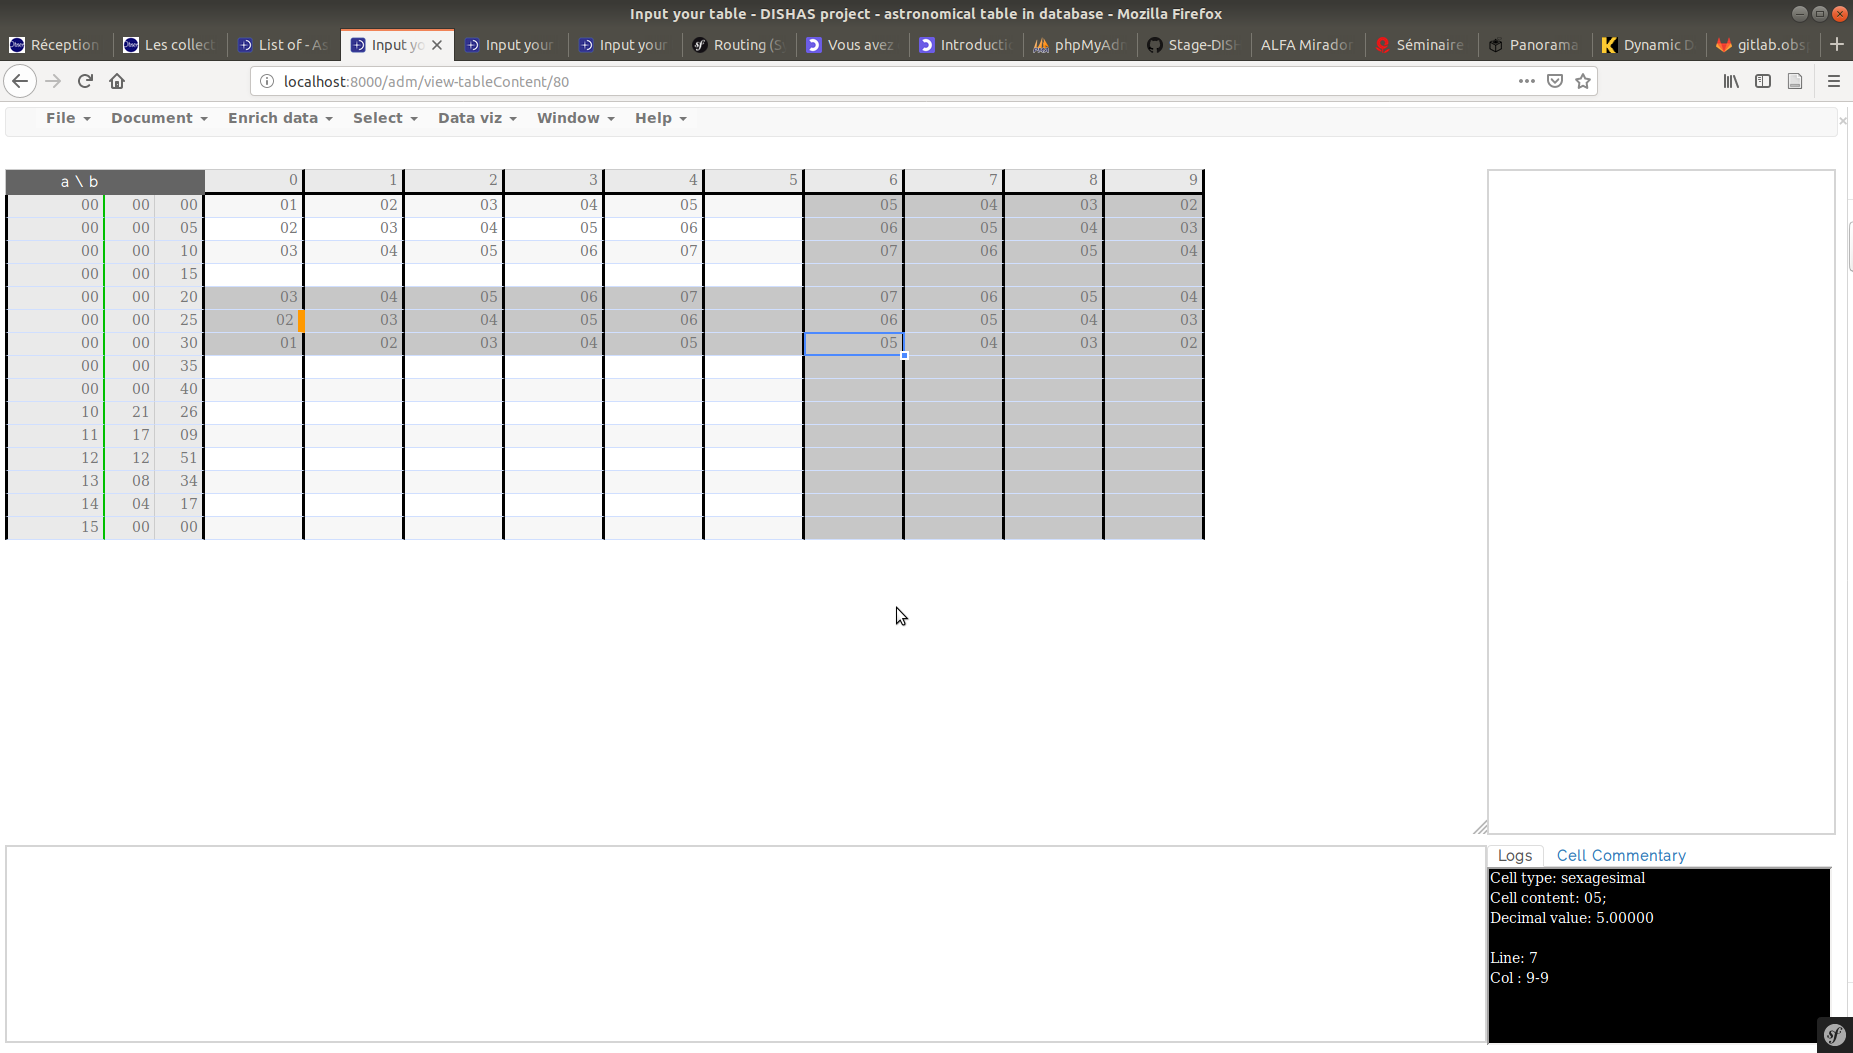 Input your table - DISHAS project - astronomical table in database - Mozilla Firefox
Réception Les collect List of - As Input yo Input your Input your Routing (S Vous avez Introducti phpMyAdr Stage-DISH ALFA Mirador Séminaire Panorama Dynamic D gitlab.obs
localhost:8000/adm/view-tableContent/80
File Document Enrich data Select Data viz Window Help
a \ b 0 1 2 3 4 5 6 7 8 9
00 00 00 01 02 03 04 05 05 04 03 02
00 00 05 02 03 04 05 06 06 05 04 03
00 00 10 03 04 05 06 07 07 06 05 04
00 00 15
00 00 20 03 04 05 06 07 07 06 05 04
00 00 25 02 03 04 05 06 06 05 04 03
00 00 30 01 02 03 04 05 05 04 03 02
00 00 35
00 00 40
10 21 26
11 17 09
12 12 51
13 08 34
14 04 17
15 00 00
Logs Cell Commentary
Cell type: sexagesimal
Cell content: 05;
Decimal value: 5.00000
Line: 7
Col : 9-9